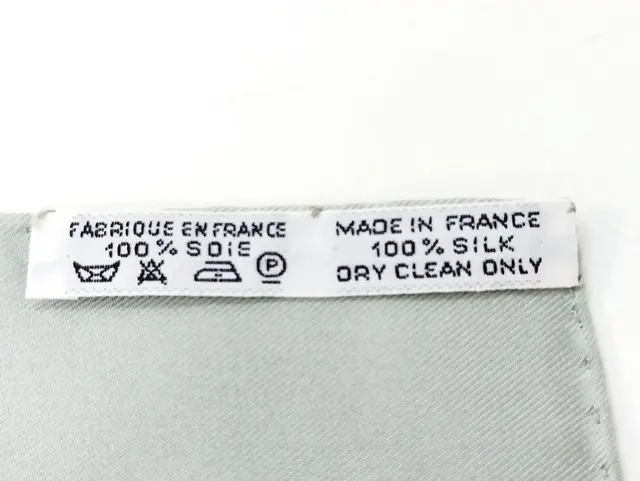 FABRIQUE EN FRANCE
100% SOIE
P
MADE IN FRANCE
100% SILK
DRY CLEAN ONLY